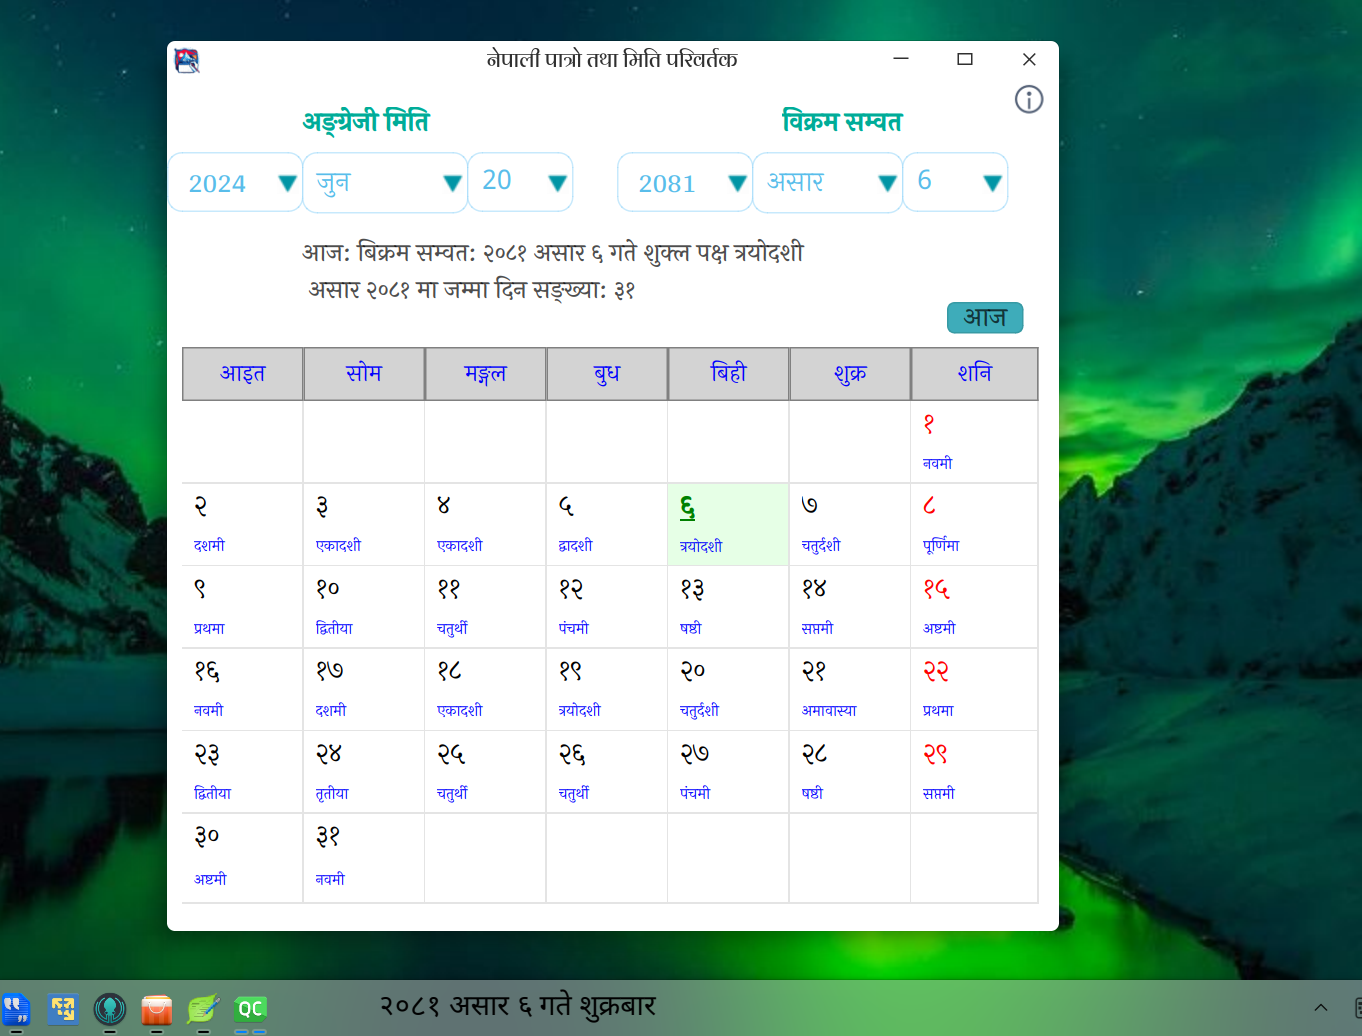 नेपाली पात्रो तथा मिति परिवर्तक
अङ्ग्रेजी मिति विक्रम सम्वत
2024 जुन 20 2081 असार 6
आज: बिक्रम सम्वत: २०८१ असार ६ गते शुक्ल पक्ष त्रयोदशी
असार २०८१ मा जम्मा दिन सङ्ख्या: ३१
आज
आइत सोम मङ्गल बुध बिही शुक्र शनि
१
नवमी
२ ३ ४ ५ ६ ७ ८
दशमी एकादशी एकादशी द्वादशी त्रयोदशी चतुर्दशी पूर्णिमा
९ १० ११ १२ १३ १४ १५
प्रथमा द्वितीया चतुर्थी पंचमी षष्ठी सप्तमी अष्टमी
१६ १७ १८ १९ २० २१ २२
नवमी दशमी एकादशी त्रयोदशी चतुर्दशी अमावास्या प्रथमा
२३ २४ २५ २६ २७ २८ २९
द्वितीया तृतीया चतुर्थी चतुर्थी पंचमी षष्ठी सप्तमी
३० ३१
अष्टमी नवमी
QC २०८१ असार ६ गते शुक्रबार